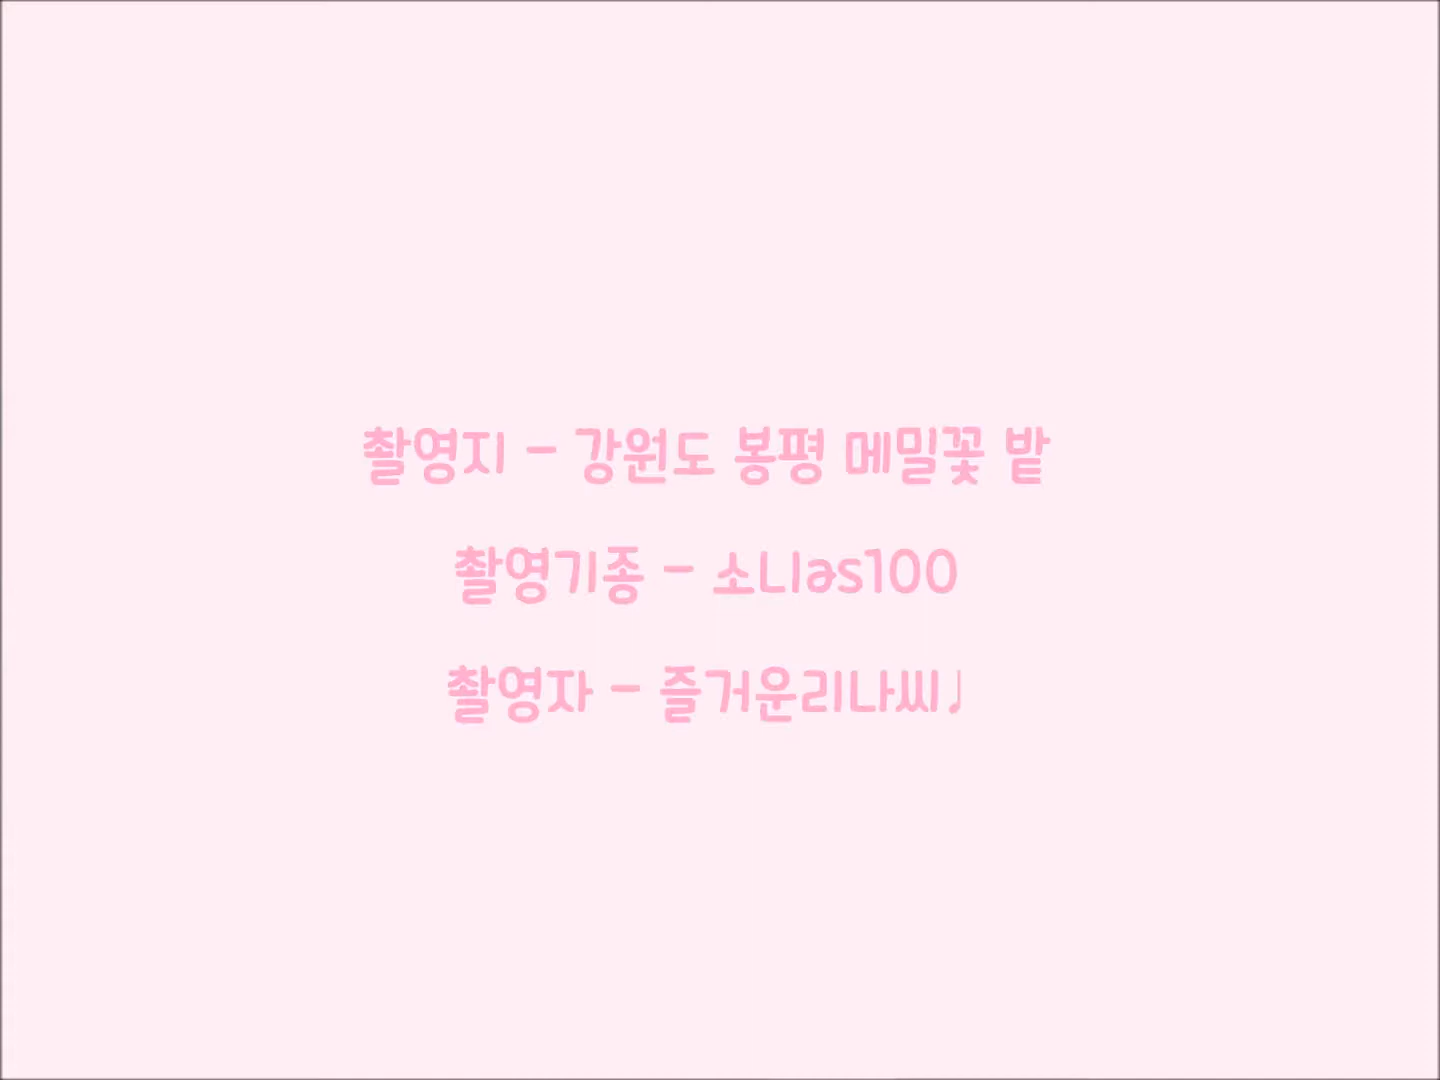 촬영지 - 강원도 봉평 메밀꽃 밭
촬영기종 - 소니as100
촬영자 - 즐거운리나씨♩